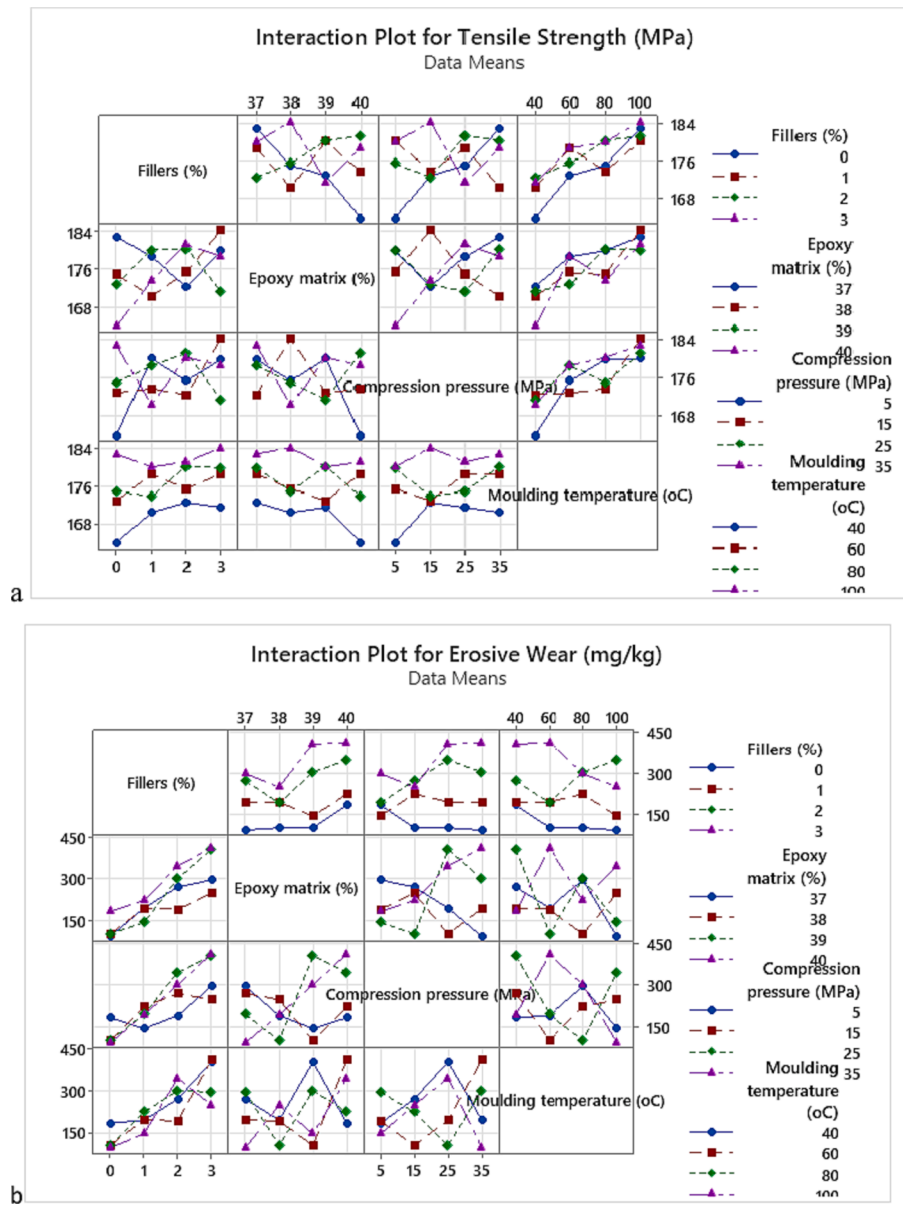 Interaction Plot for Tensile Strength (MPa)
Data Means
37 38 39 40
40 60 80 100
Fillers (%)
184
176
168
184
176
168
Epoxy matrix (%)
Compression pressure (MPa)
184
176
168
184
176
168
Moulding temperature (oC)
0 1 2 3
5 15 25 35
Fillers (%)
0
1
2
3
Epoxy
matrix (%)
37
38
39
40
Compression
pressure (MPa)
5
15
25
35
Moulding
temperature
(oC)
40
60
80
100
a
Interaction Plot for Erosive Wear (mg/kg)
Data Means
37 38 39 40
40 60 80 100
Fillers (%)
450
300
150
450
300
150
Epoxy matrix (%)
Compression pressure (MPa)
450
300
150
450
300
150
Moulding temperature (oC)
0 1 2 3
5 15 25 35
Fillers (%)
0
1
2
3
Epoxy
matrix (%)
37
38
39
40
Compression
pressure (MPa)
5
15
25
35
Moulding
temperature
(oC)
40
60
80
100
b